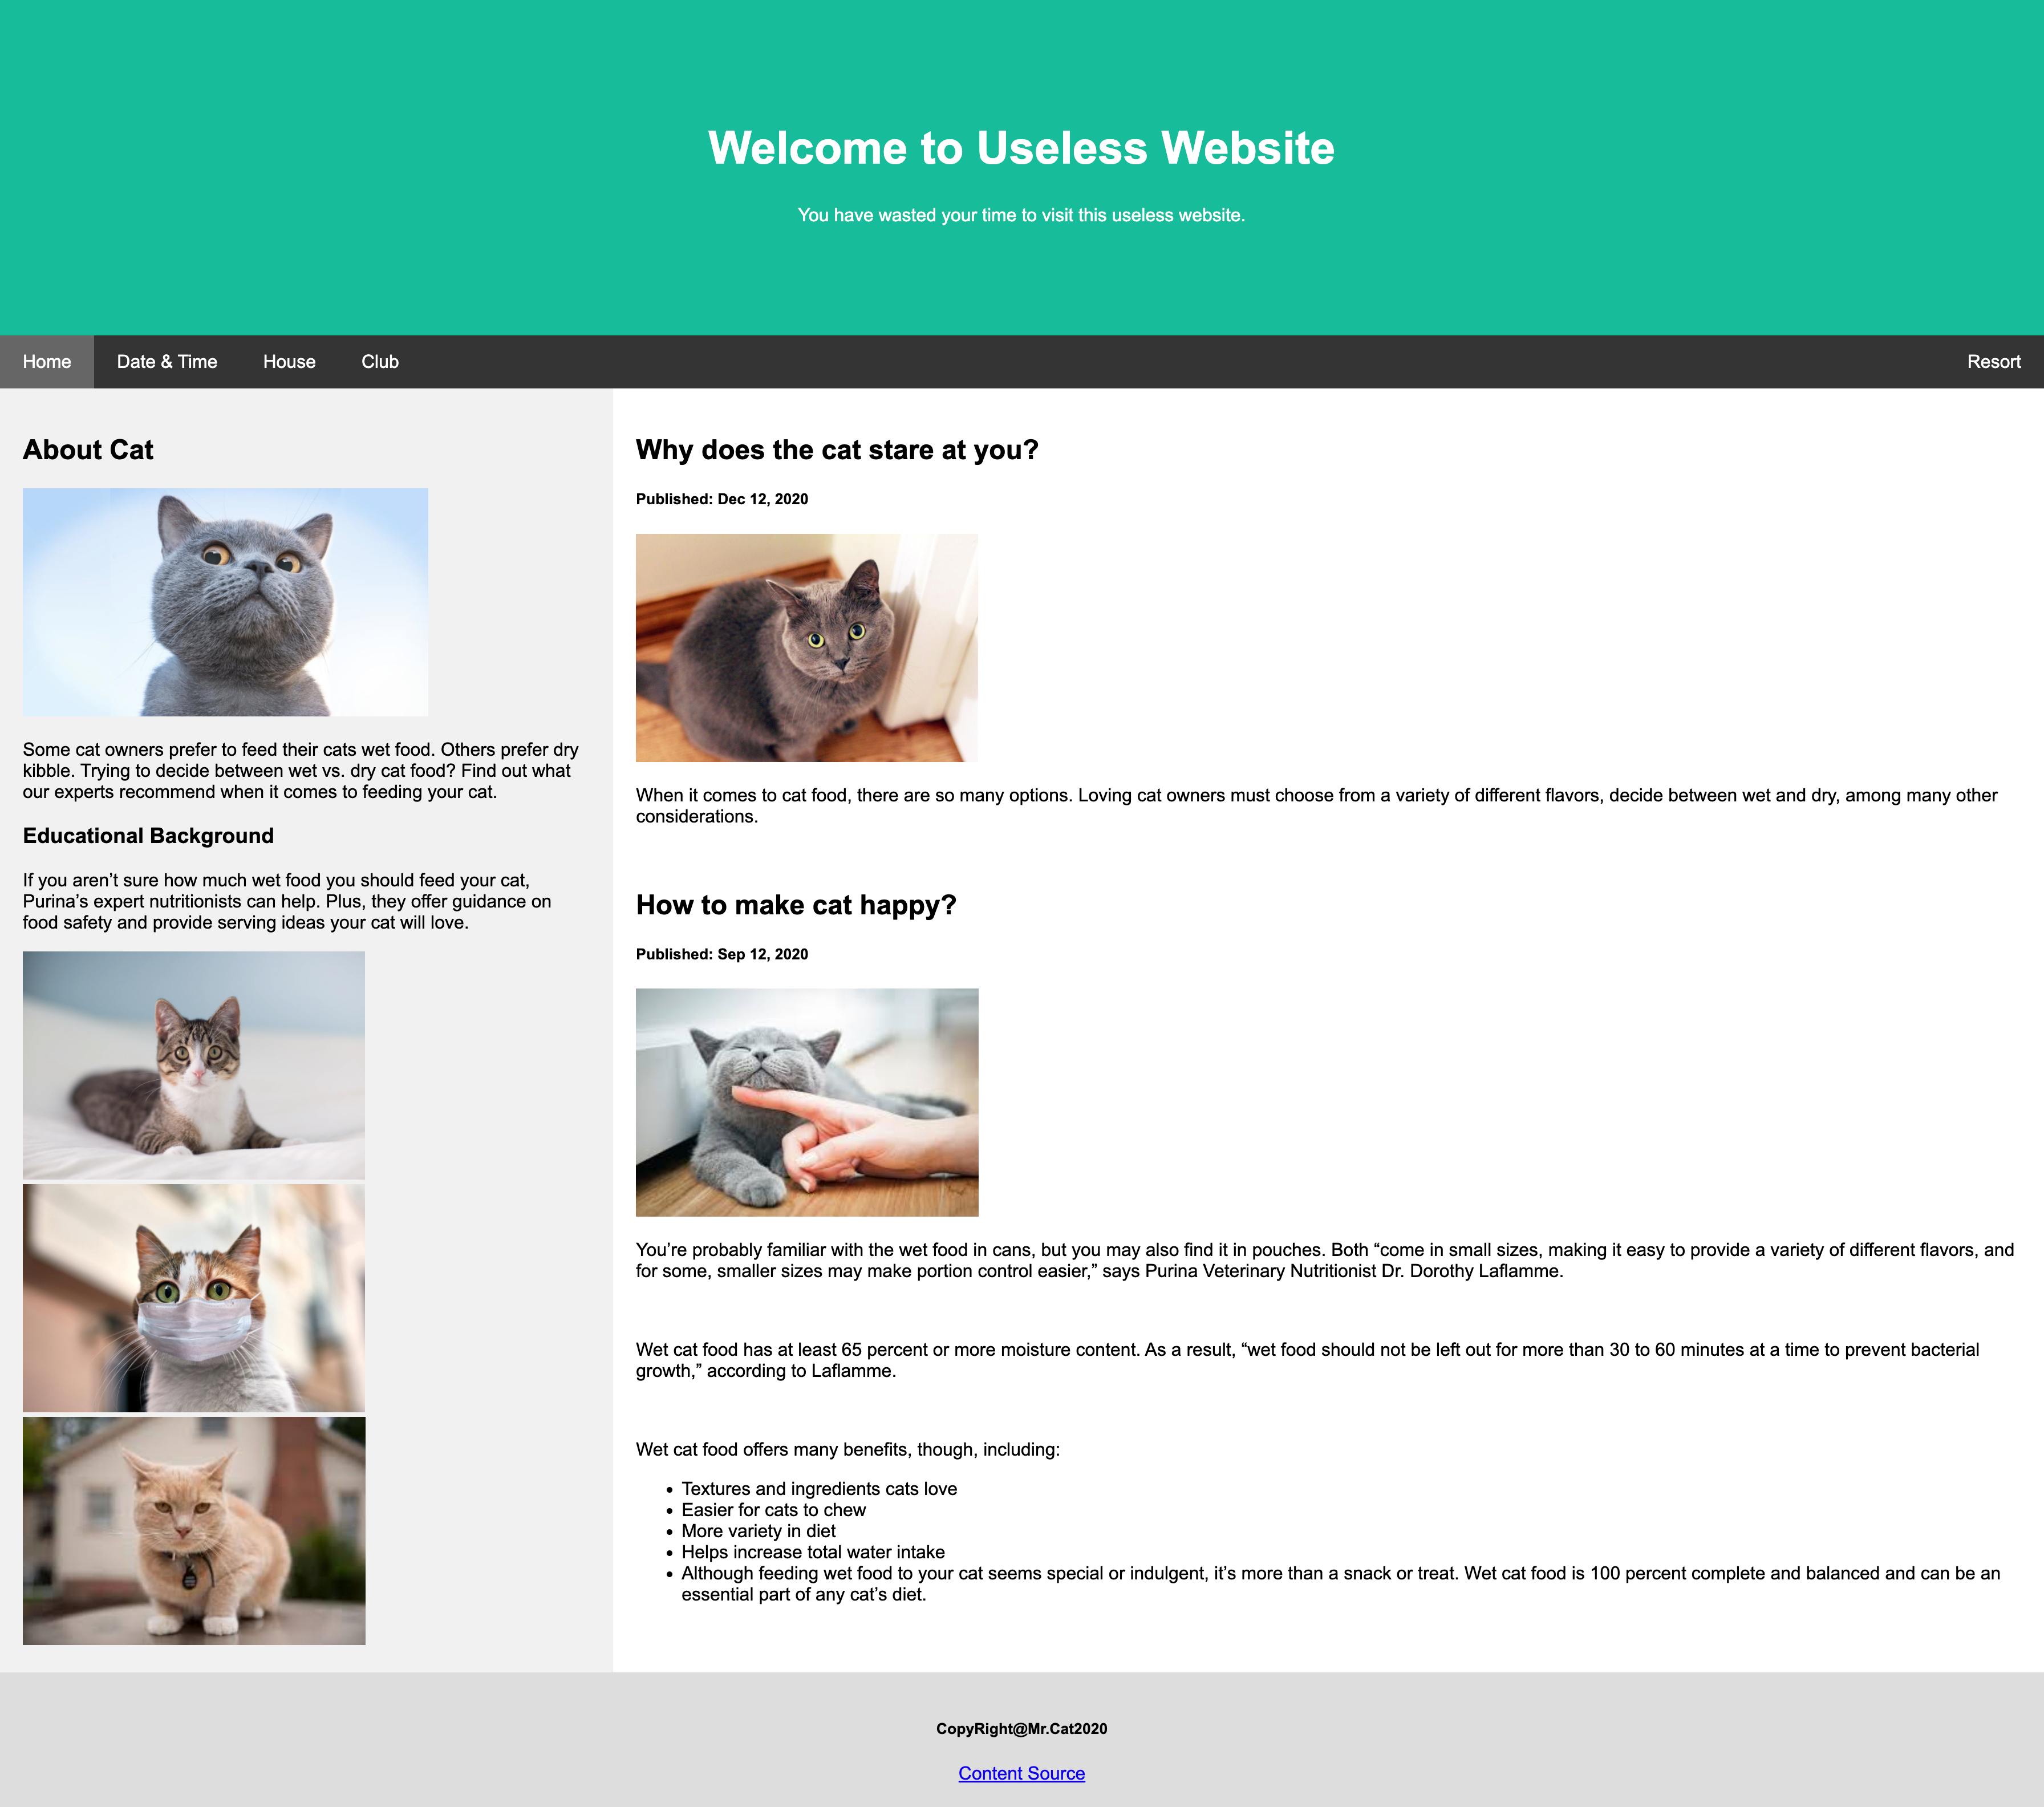 Welcome to Useless Website
You have wasted your time to visit this useless website.
Home Date & Time House Club Resort
About Cat
Some cat owners prefer to feed their cats wet food. Others prefer dry
kibble. Trying to decide between wet vs. dry cat food? Find out what
our experts recommend when it comes to feeding your cat.
Educational Background
If you aren’t sure how much wet food you should feed your cat,
Purina’s expert nutritionists can help. Plus, they offer guidance on
food safety and provide serving ideas your cat will love.
Why does the cat stare at you?
Published: Dec 12, 2020
When it comes to cat food, there are so many options. Loving cat owners must choose from a variety of different flavors, decide between wet and dry, among many other
considerations.
How to make cat happy?
Published: Sep 12, 2020
You’re probably familiar with the wet food in cans, but you may also find it in pouches. Both “come in small sizes, making it easy to provide a variety of different flavors, and
for some, smaller sizes may make portion control easier,” says Purina Veterinary Nutritionist Dr. Dorothy Laflamme.
Wet cat food has at least 65 percent or more moisture content. As a result, “wet food should not be left out for more than 30 to 60 minutes at a time to prevent bacterial
growth,” according to Laflamme.
Wet cat food offers many benefits, though, including:
• Textures and ingredients cats love
• Easier for cats to chew
• More variety in diet
• Helps increase total water intake
• Although feeding wet food to your cat seems special or indulgent, it’s more than a snack or treat. Wet cat food is 100 percent complete and balanced and can be an
essential part of any cat’s diet.
CopyRight@Mr.Cat2020
Content Source